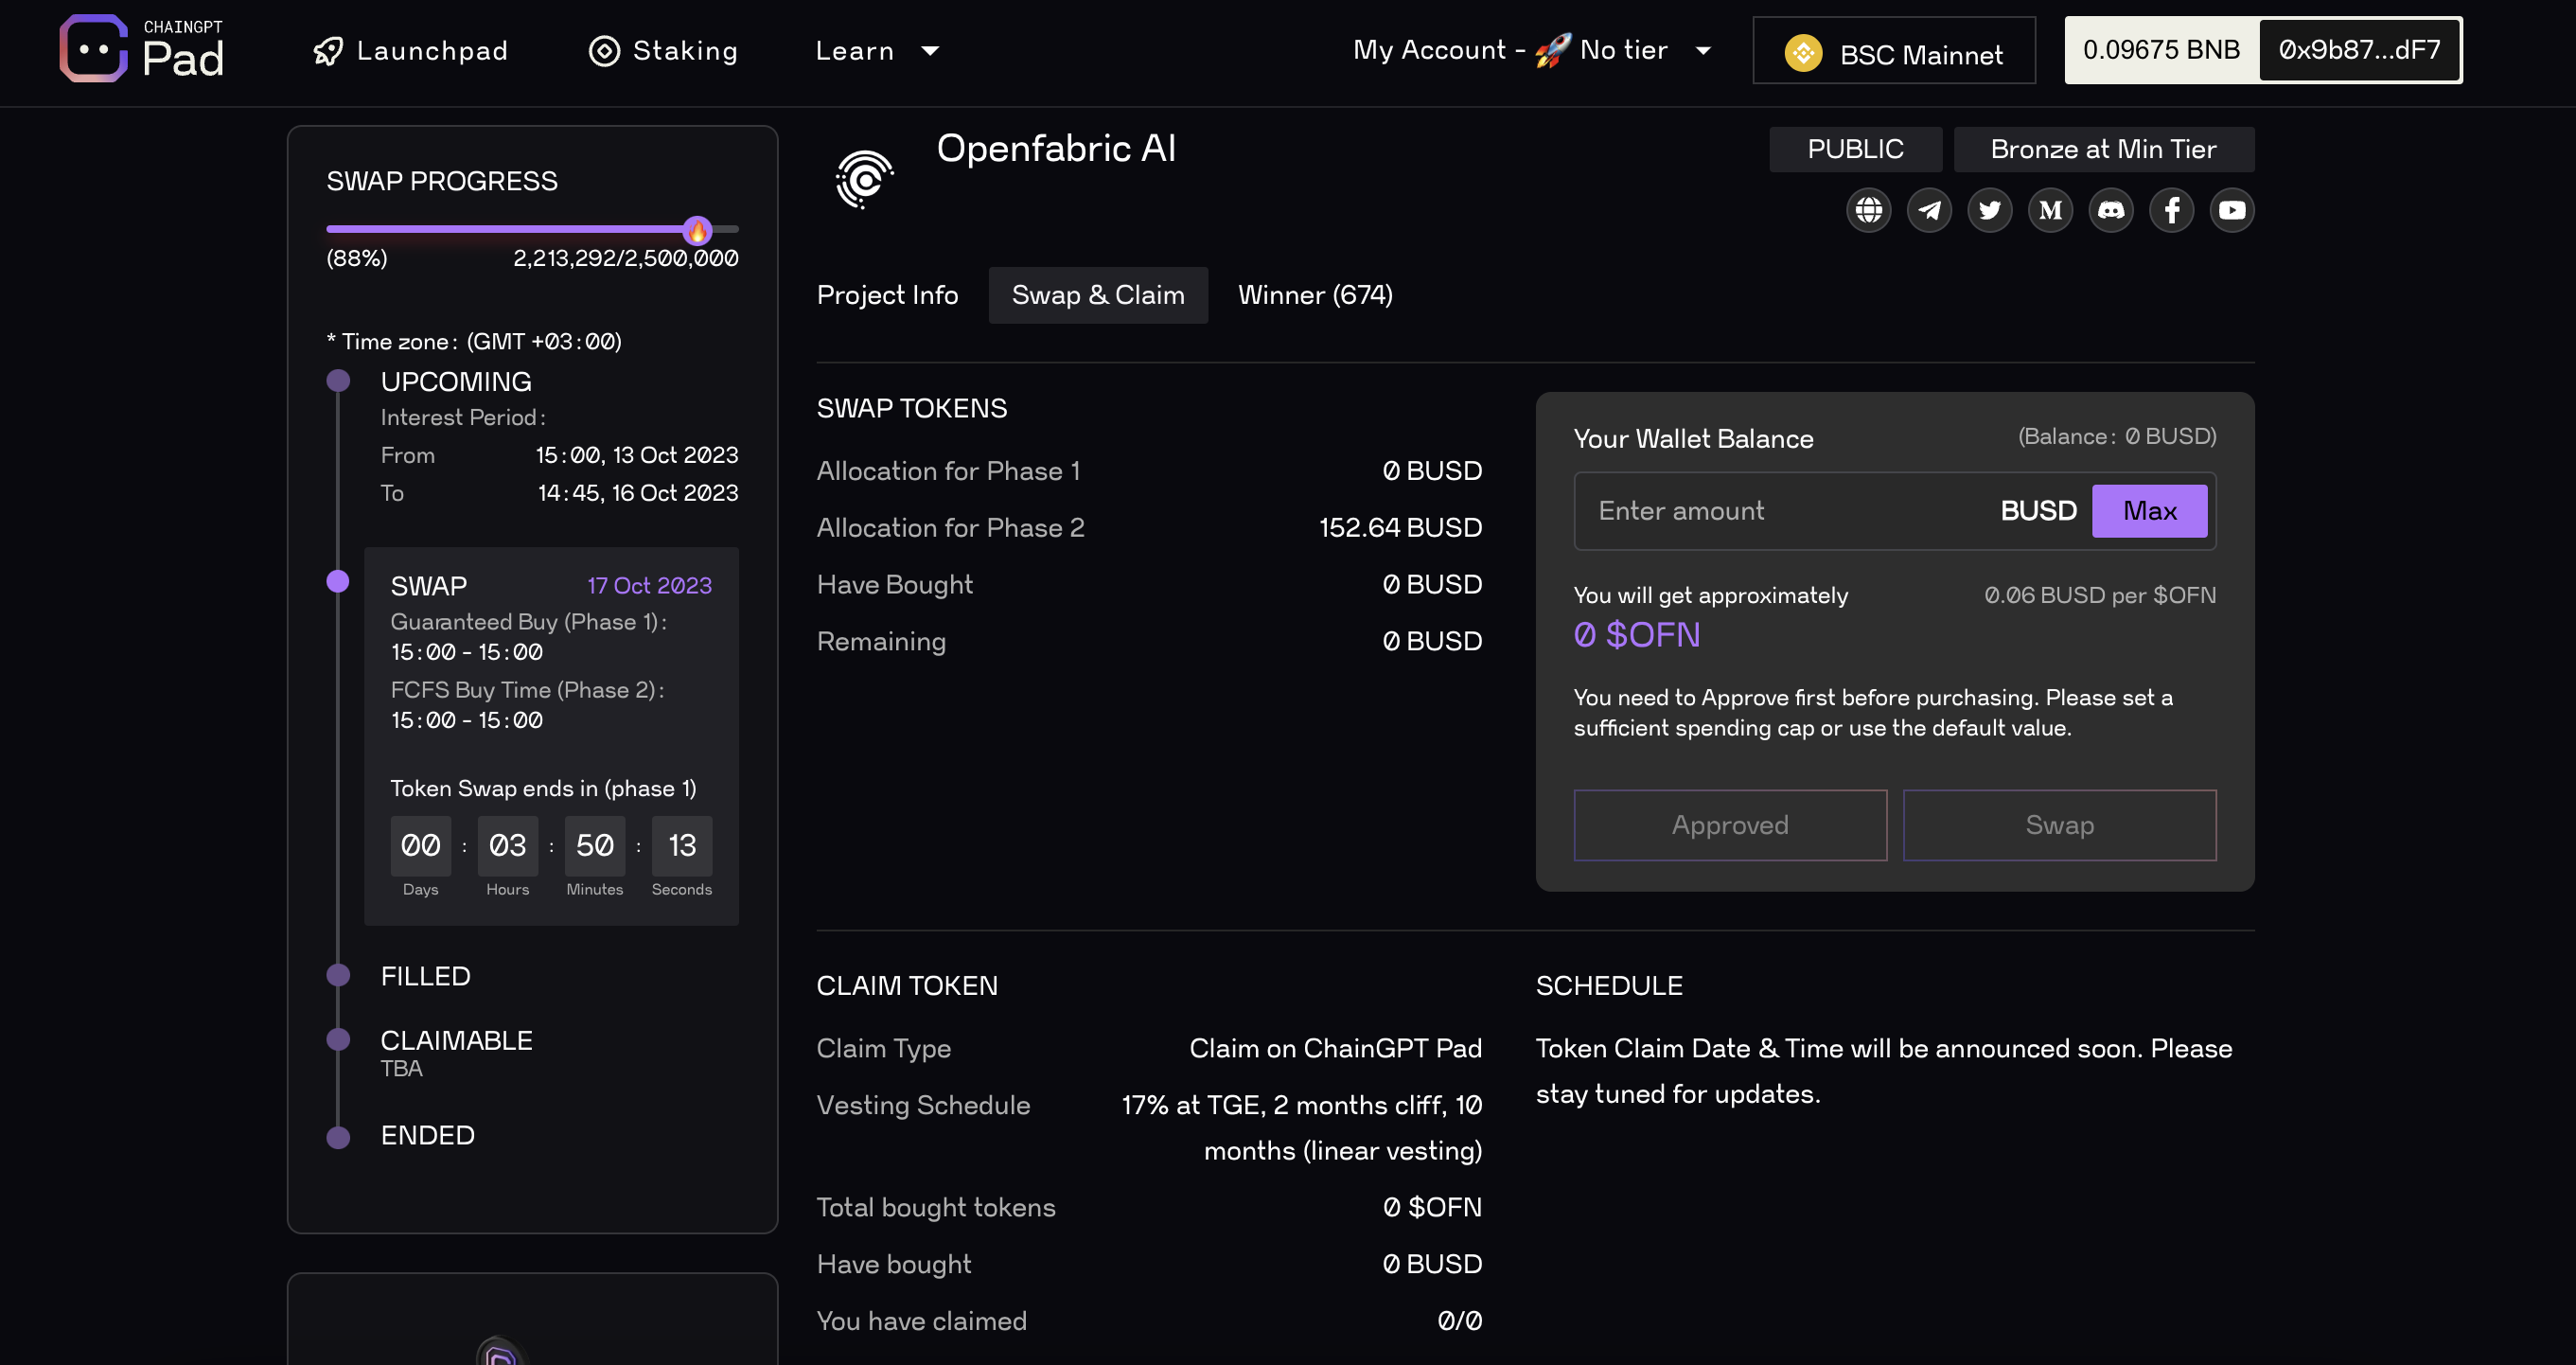 CHAINGPT
Pad
Launchpad
Staking
Learn
My Account - 🚀 No tier
BSC Mainnet
0.09675 BNB
0x9b87...dF7
SWAP PROGRESS
(88%) 2,213,292/2,500,000
* Time zone: (GMT +03:00)
UPCOMING
Interest Period:
From 15:00, 13 Oct 2023
To 14:45, 16 Oct 2023
SWAP 17 Oct 2023
Guaranteed Buy (Phase 1):
15:00 - 15:00
FCFS Buy Time (Phase 2):
15:00 - 15:00
Token Swap ends in (phase 1)
00 : 03 : 50 : 13
Days Hours Minutes Seconds
FILLED
CLAIMABLE
TBA
ENDED
Openfabric AI
PUBLIC
Bronze at Min Tier
Project Info
Swap & Claim
Winner (674)
SWAP TOKENS
Allocation for Phase 1 0 BUSD
Allocation for Phase 2 152.64 BUSD
Have Bought 0 BUSD
Remaining 0 BUSD
Your Wallet Balance (Balance: 0 BUSD)
Enter amount BUSD Max
You will get approximately 0.06 BUSD per $OFN
0 $OFN
You need to Approve first before purchasing. Please set a
sufficient spending cap or use the default value.
Approved
Swap
CLAIM TOKEN
Claim Type Claim on ChainGPT Pad
Vesting Schedule 17% at TGE, 2 months cliff, 10
months (linear vesting)
Total bought tokens 0 $OFN
Have bought 0 BUSD
You have claimed 0/0
SCHEDULE
Token Claim Date & Time will be announced soon. Please
stay tuned for updates.